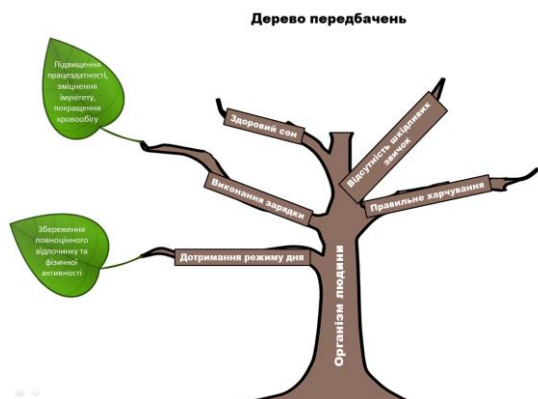 Дерево передбачень
Підвищення
працездатності,
зміцнення
імунітету,
покращення
кровообігу
Здоровий сон
Відсутність шкідливих
звичок
Виконання зарядки
Правильне харчування
Збереження
повноцінного
відпочинку та
фізичної
активності
Дотримання режиму дня
Організм людини